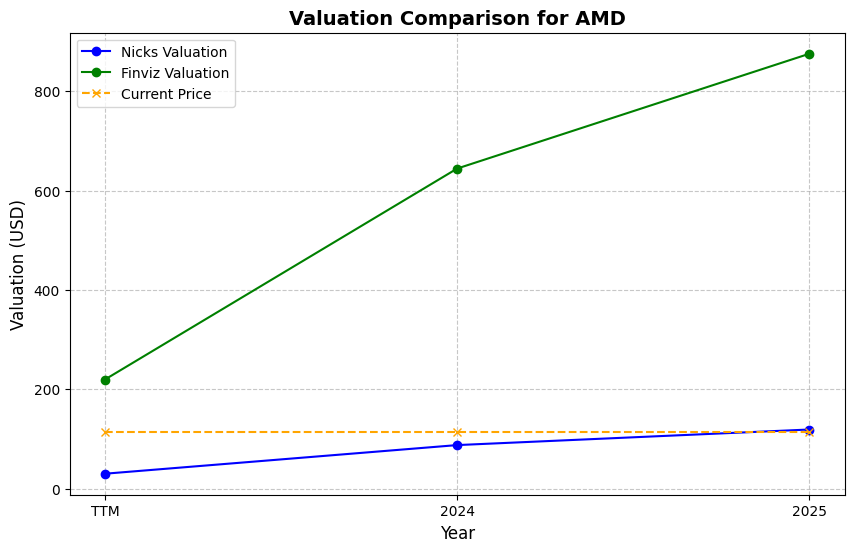 Valuation Comparison for AMD
Nicks Valuation
Finviz Valuation
Current Price
Valuation (USD)
800
600
400
200
0
TTM
2024
2025
Year